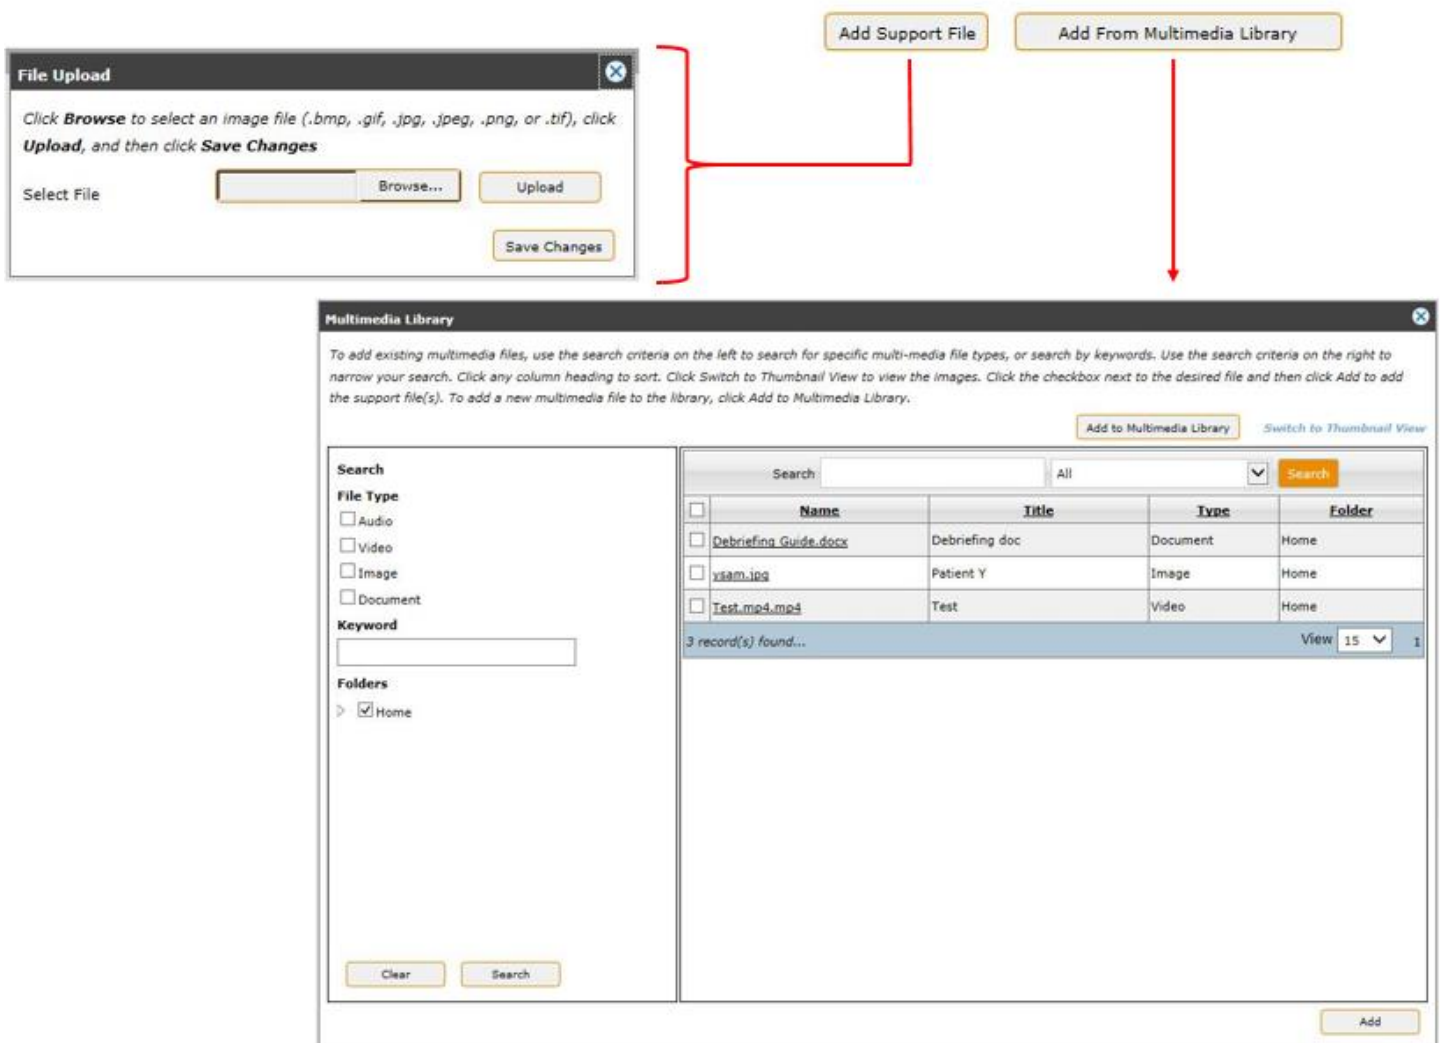 Add Support File
Add From Multimedia Library
File Upload
Click Browse to select an image file (.bmp, .gif, .jpg, .jpeg, .png, or .tif), click
Upload, and then click Save Changes
Select File
Browse...
Upload
Save Changes
Multimedia Library
To add existing multimedia files, use the search criteria on the left to search for specific multi-media file types, or search by keywords. Use the search criteria on the right to
narrow your search. Click any column heading to sort. Click Switch to Thumbnail View to view the images. Click the checkbox next to the desired file and then click Add to add
the support file(s). To add a new multimedia file to the library, click Add to Multimedia Library.
Add to Multimedia Library
Switch to Thumbnail View
Search
File Type
Audio
Video
Image
Document
Keyword
Folders
Home
Clear
Search
Search
All
Search
Name Title Type Folder
Debriefing Guide.docx Debriefing doc Document Home
ysam.jpg Patient Y Image Home
Test.mp4.mp4 Test Video Home
3 record(s) found...
View 15 1
Add